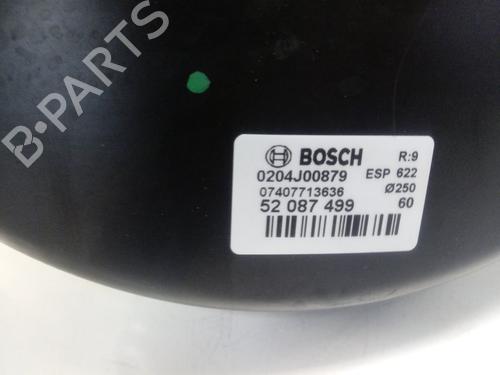 B-PARTS
BOSCH R:9
0204J00879 ESP 622
07407713636 Ø250
52 087 499 60